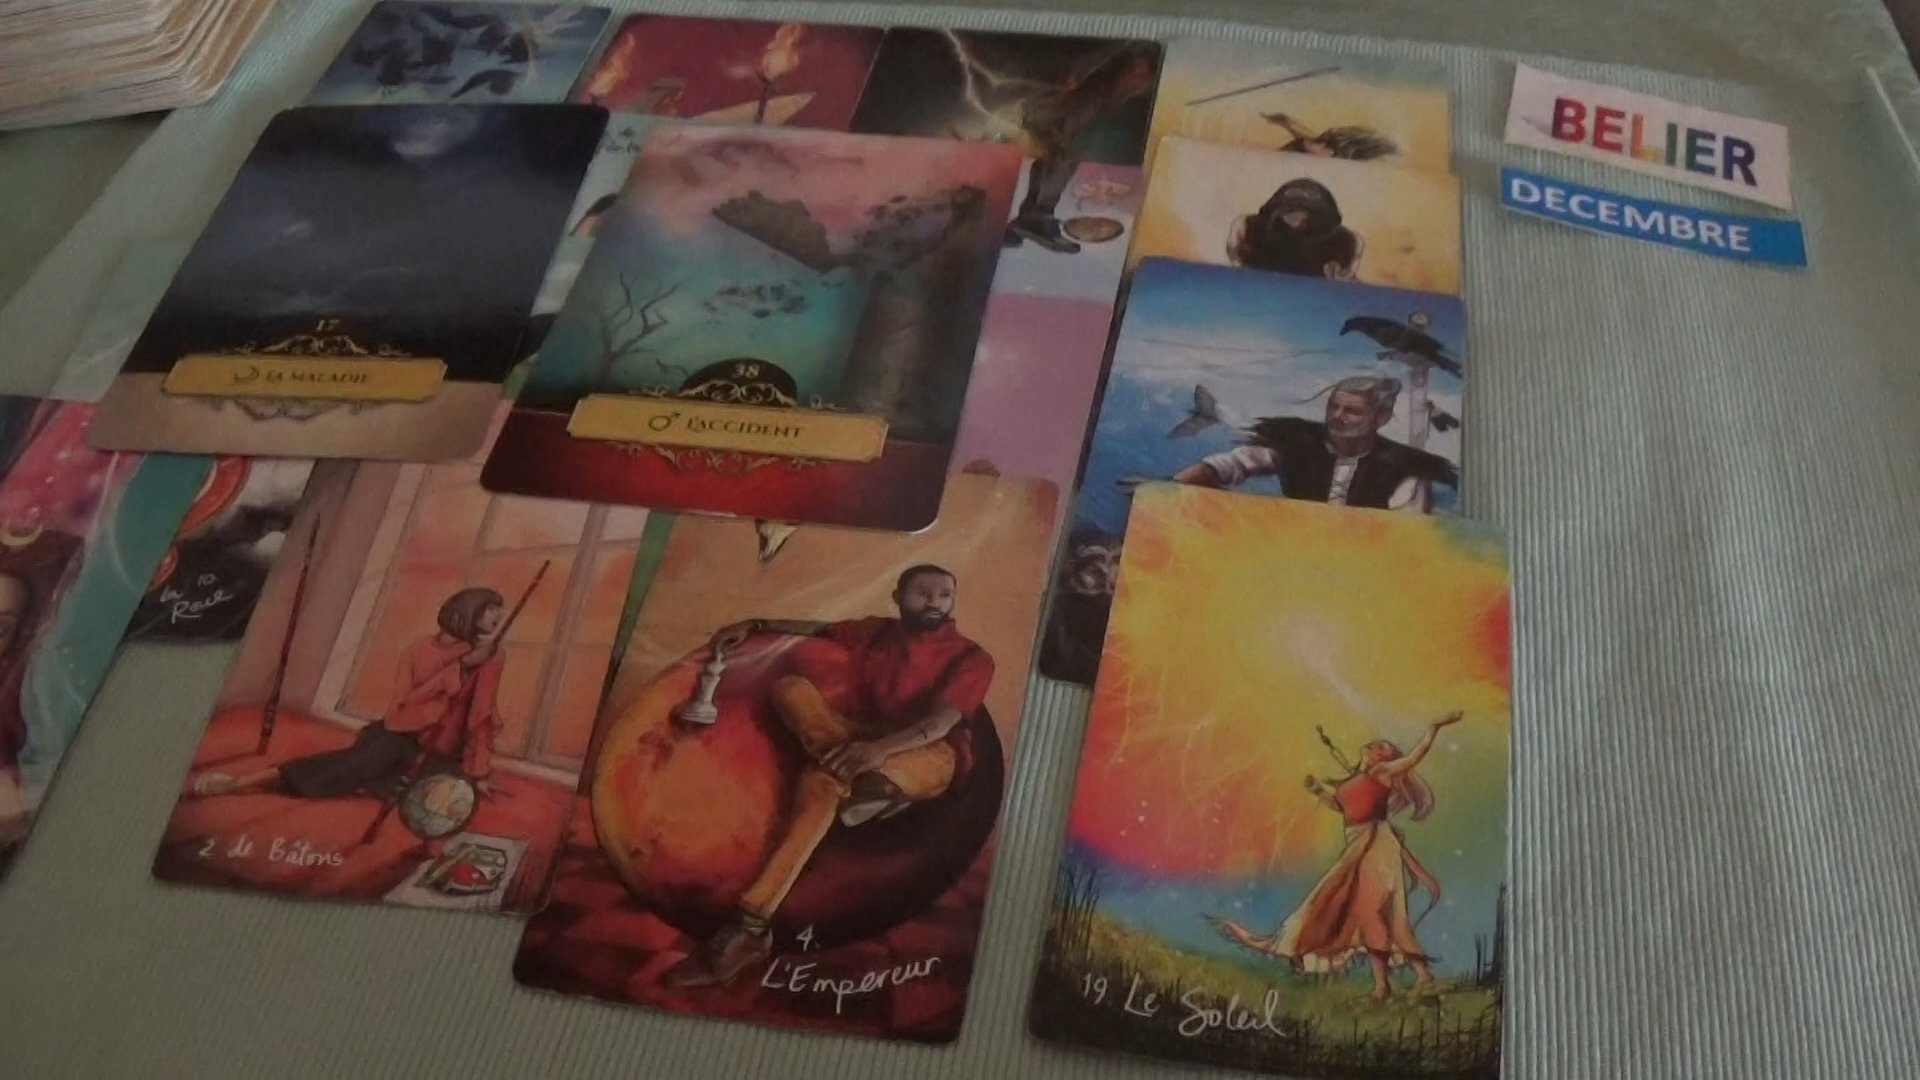 BELIER
DECEMBRE
17
LA MALADIE
38
L'ACCIDENT
10
La Roue
2 de Bâtons
4.
L'Empereur
19 Le Soleil